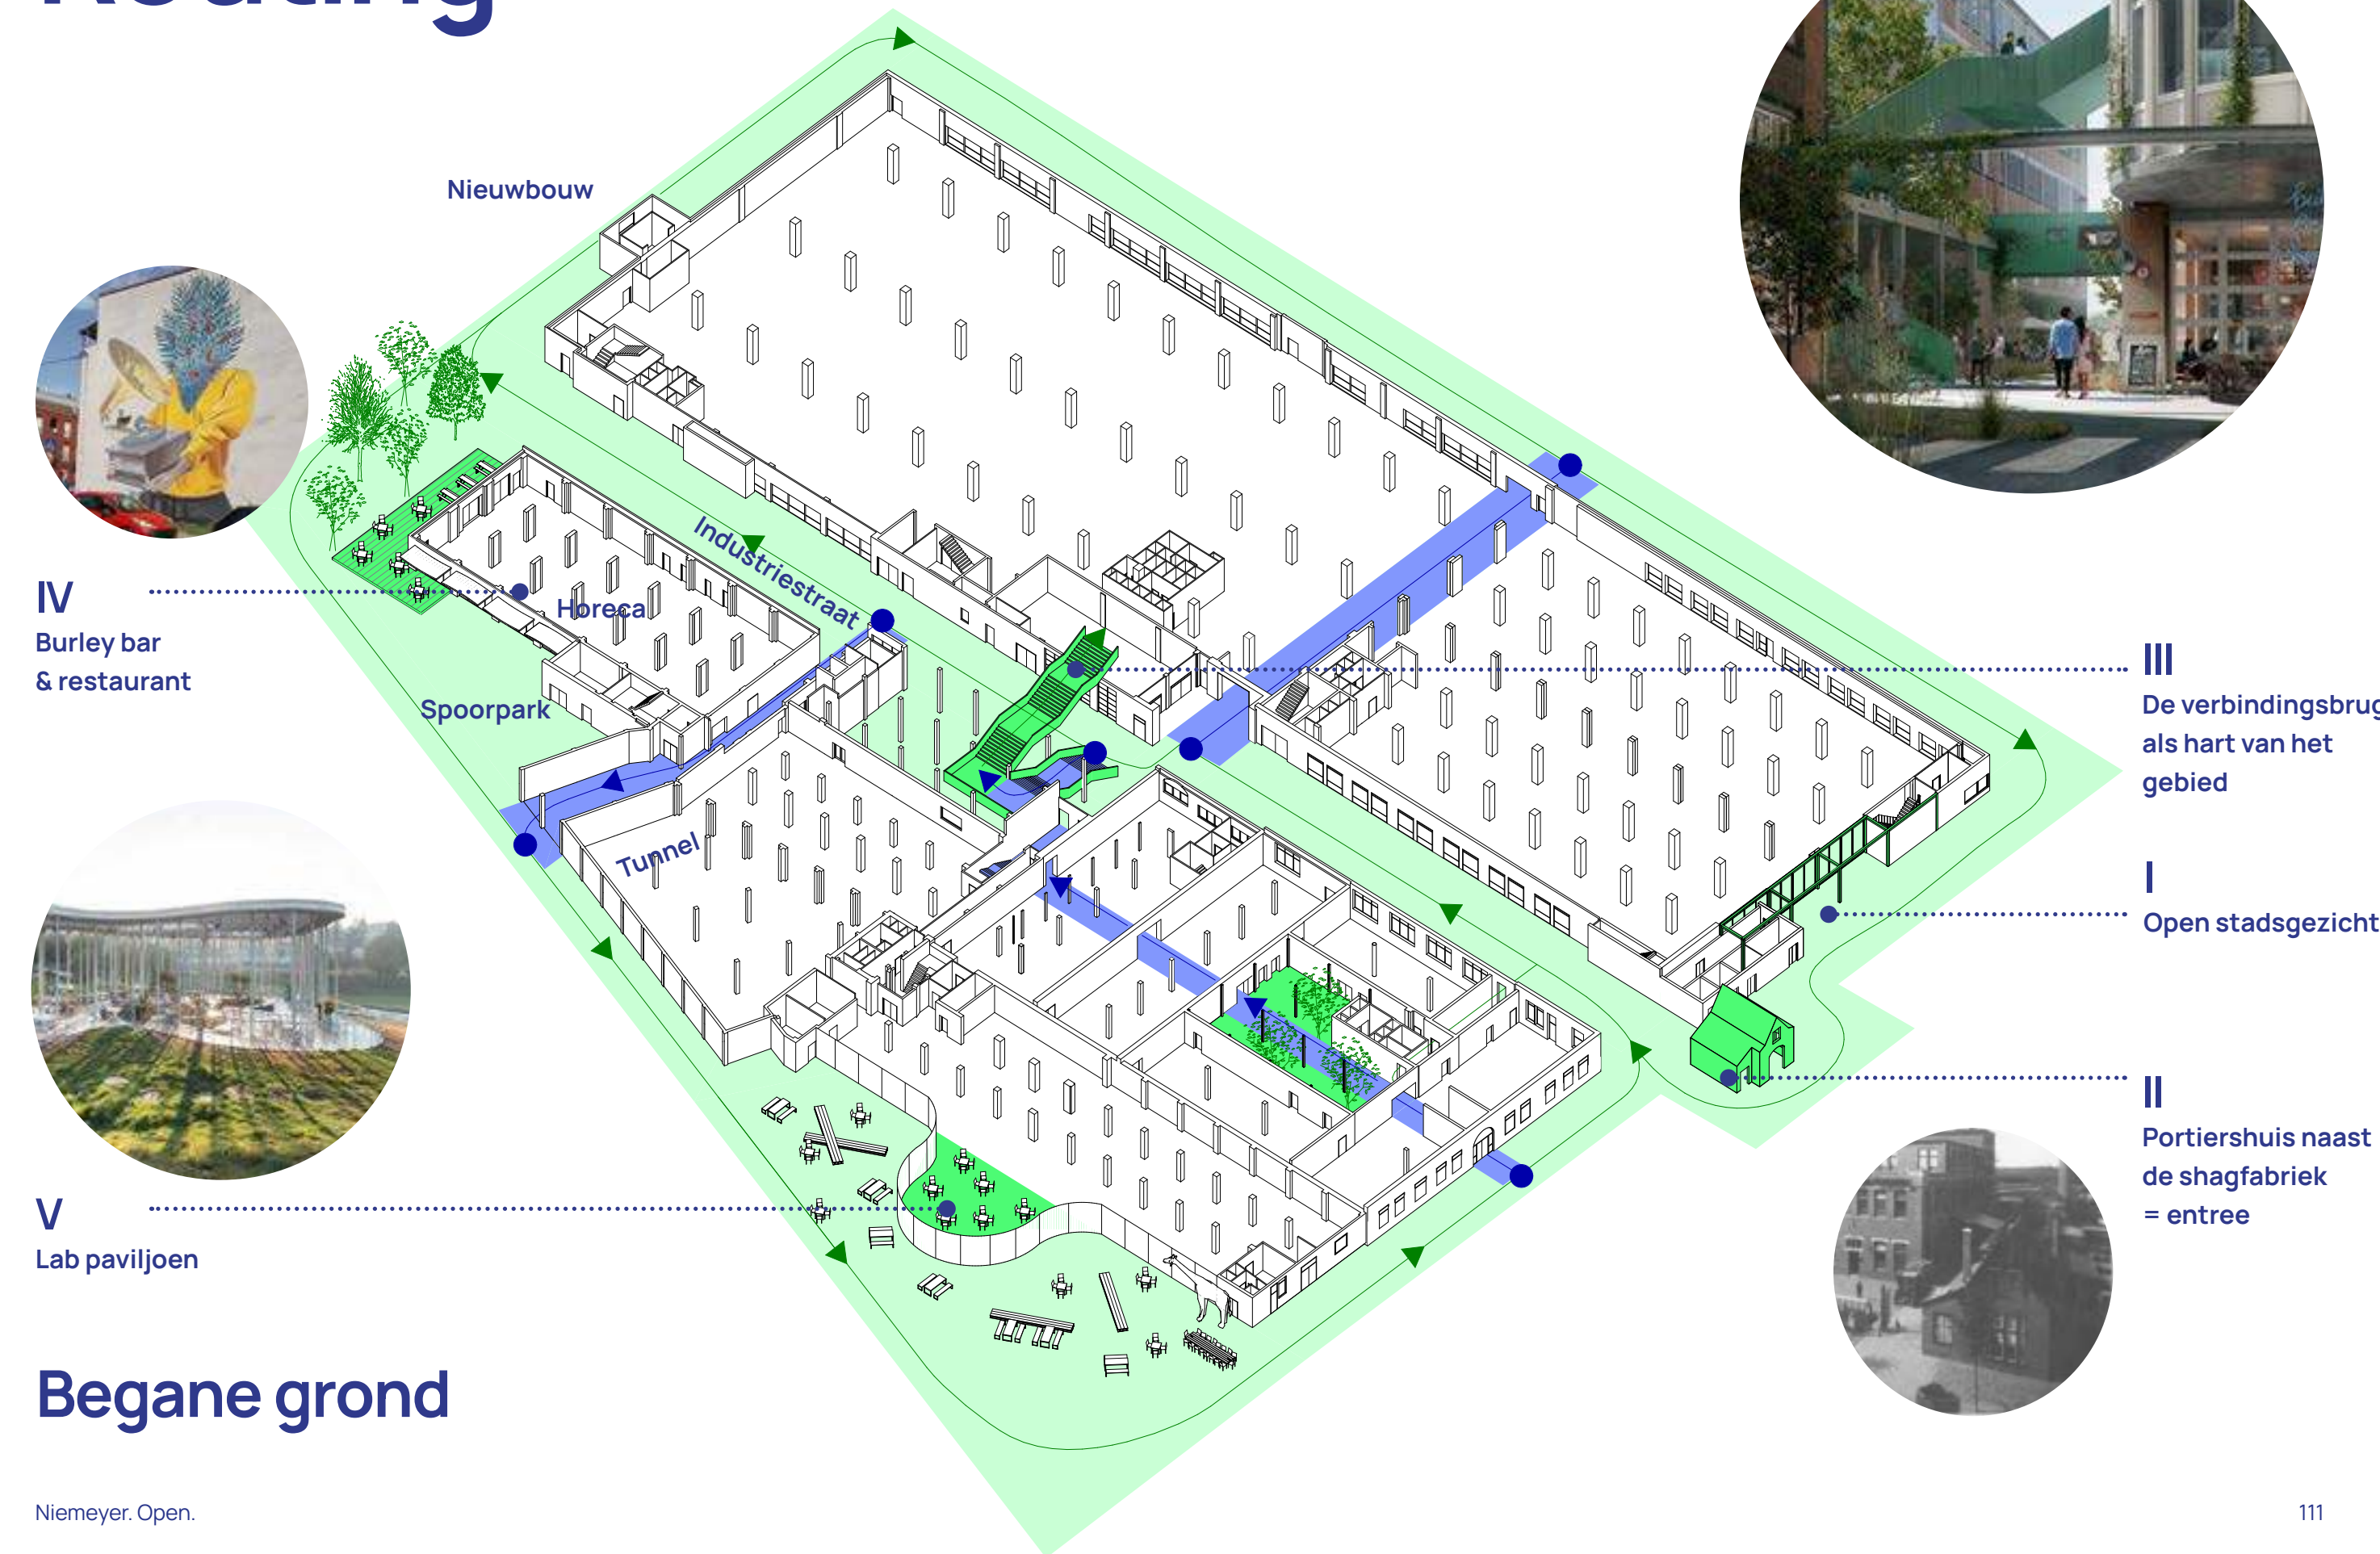 Routing
Nieuwbouw
Industriestraat
Horeca
Spoorpark
Tunnel
IV
Burley bar
& restaurant
III
De verbindingsbrug
als hart van het
gebied
I
Open stadsgezicht
II
Portiershuis naast
de shagfabriek
= entree
V
Lab paviljoen
Begane grond
Niemeyer. Open.
111